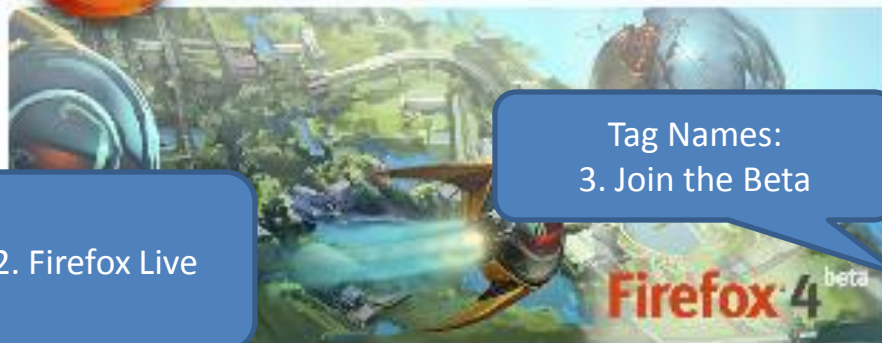 Tag Names:
3. Join the Beta
2. Firefox Live
Firefox 4 beta